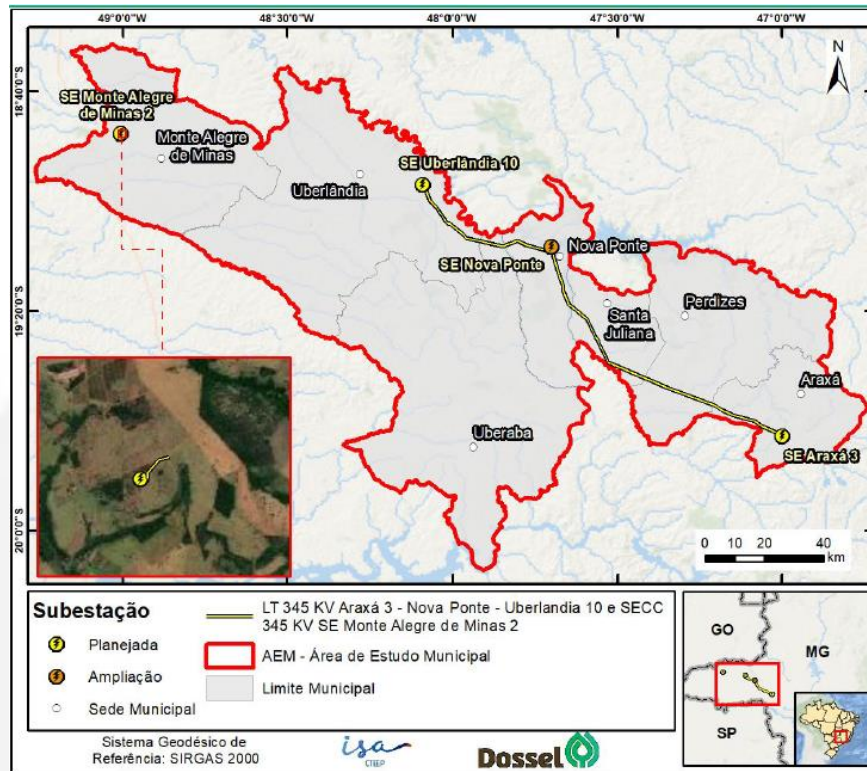 49°0'0"W
48°30'0"W
48°0'0"W
47°30'0"W
47°0'0"W
18°40'0"S
19°20'0"S
20°0'0"S
N
SE Monte Alegre
de Minas 2
Monte Alegre
de Minas
Uberlândia
SE Uberlândia 10
SE Nova Ponte
Nova Ponte
Santa
Juliana
Perdizes
Araxá
SE Araxá 3
Uberaba
0 10 20 40
km
Subestação
Planejada
Ampliação
Sede Municipal
LT 345 KV Araxá 3 - Nova Ponte - Uberlandia 10 e SECC
345 KV SE Monte Alegre de Minas 2
AEM - Área de Estudo Municipal
Limite Municipal
GO
MG
SP
Sistema Geodésico de
Referência: SIRGAS 2000
isa
CTEEP
Dossel